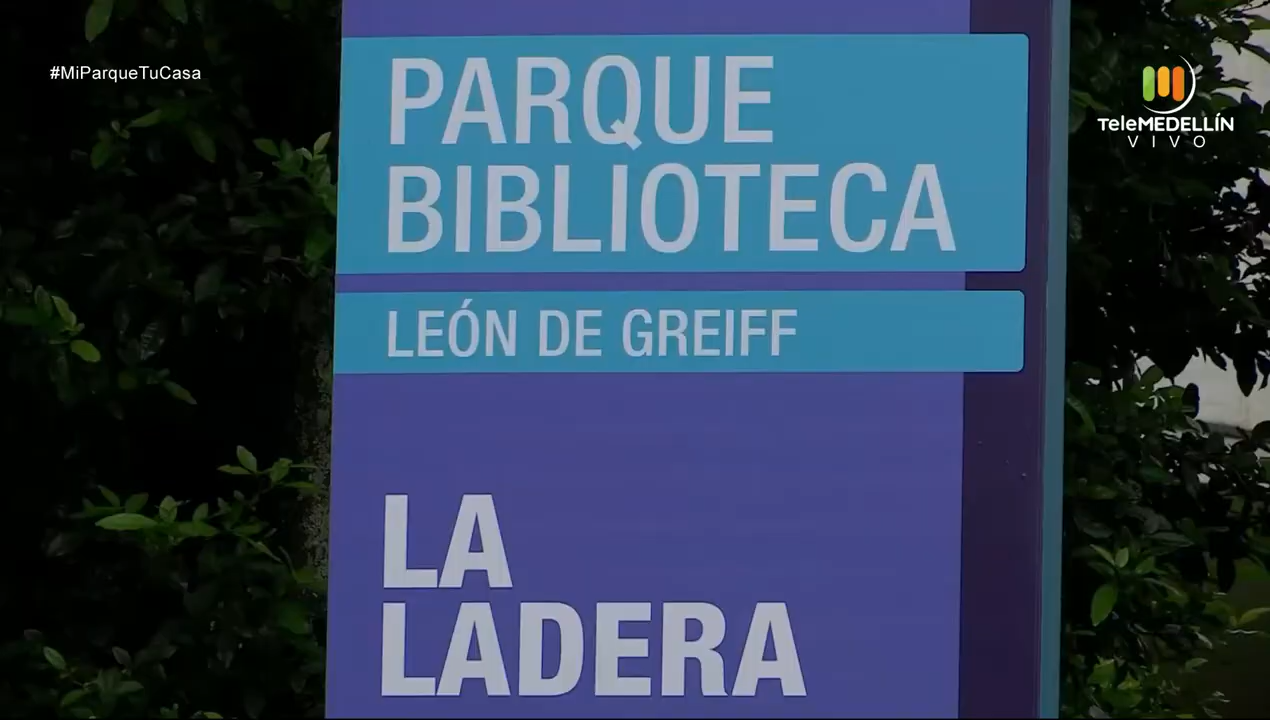 #MiParqueTuCasa
TeleMEDELLÍN
VIVO
PARQUE
BIBLIOTECA
LEÓN DE GREIFF
LA
LADERA